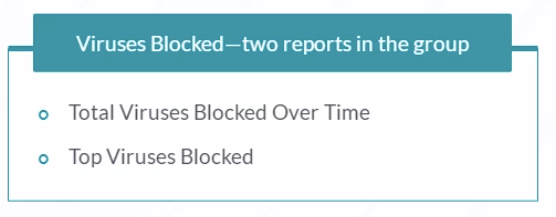 Viruses Blocked—two reports in the group
Total Viruses Blocked Over Time
Top Viruses Blocked